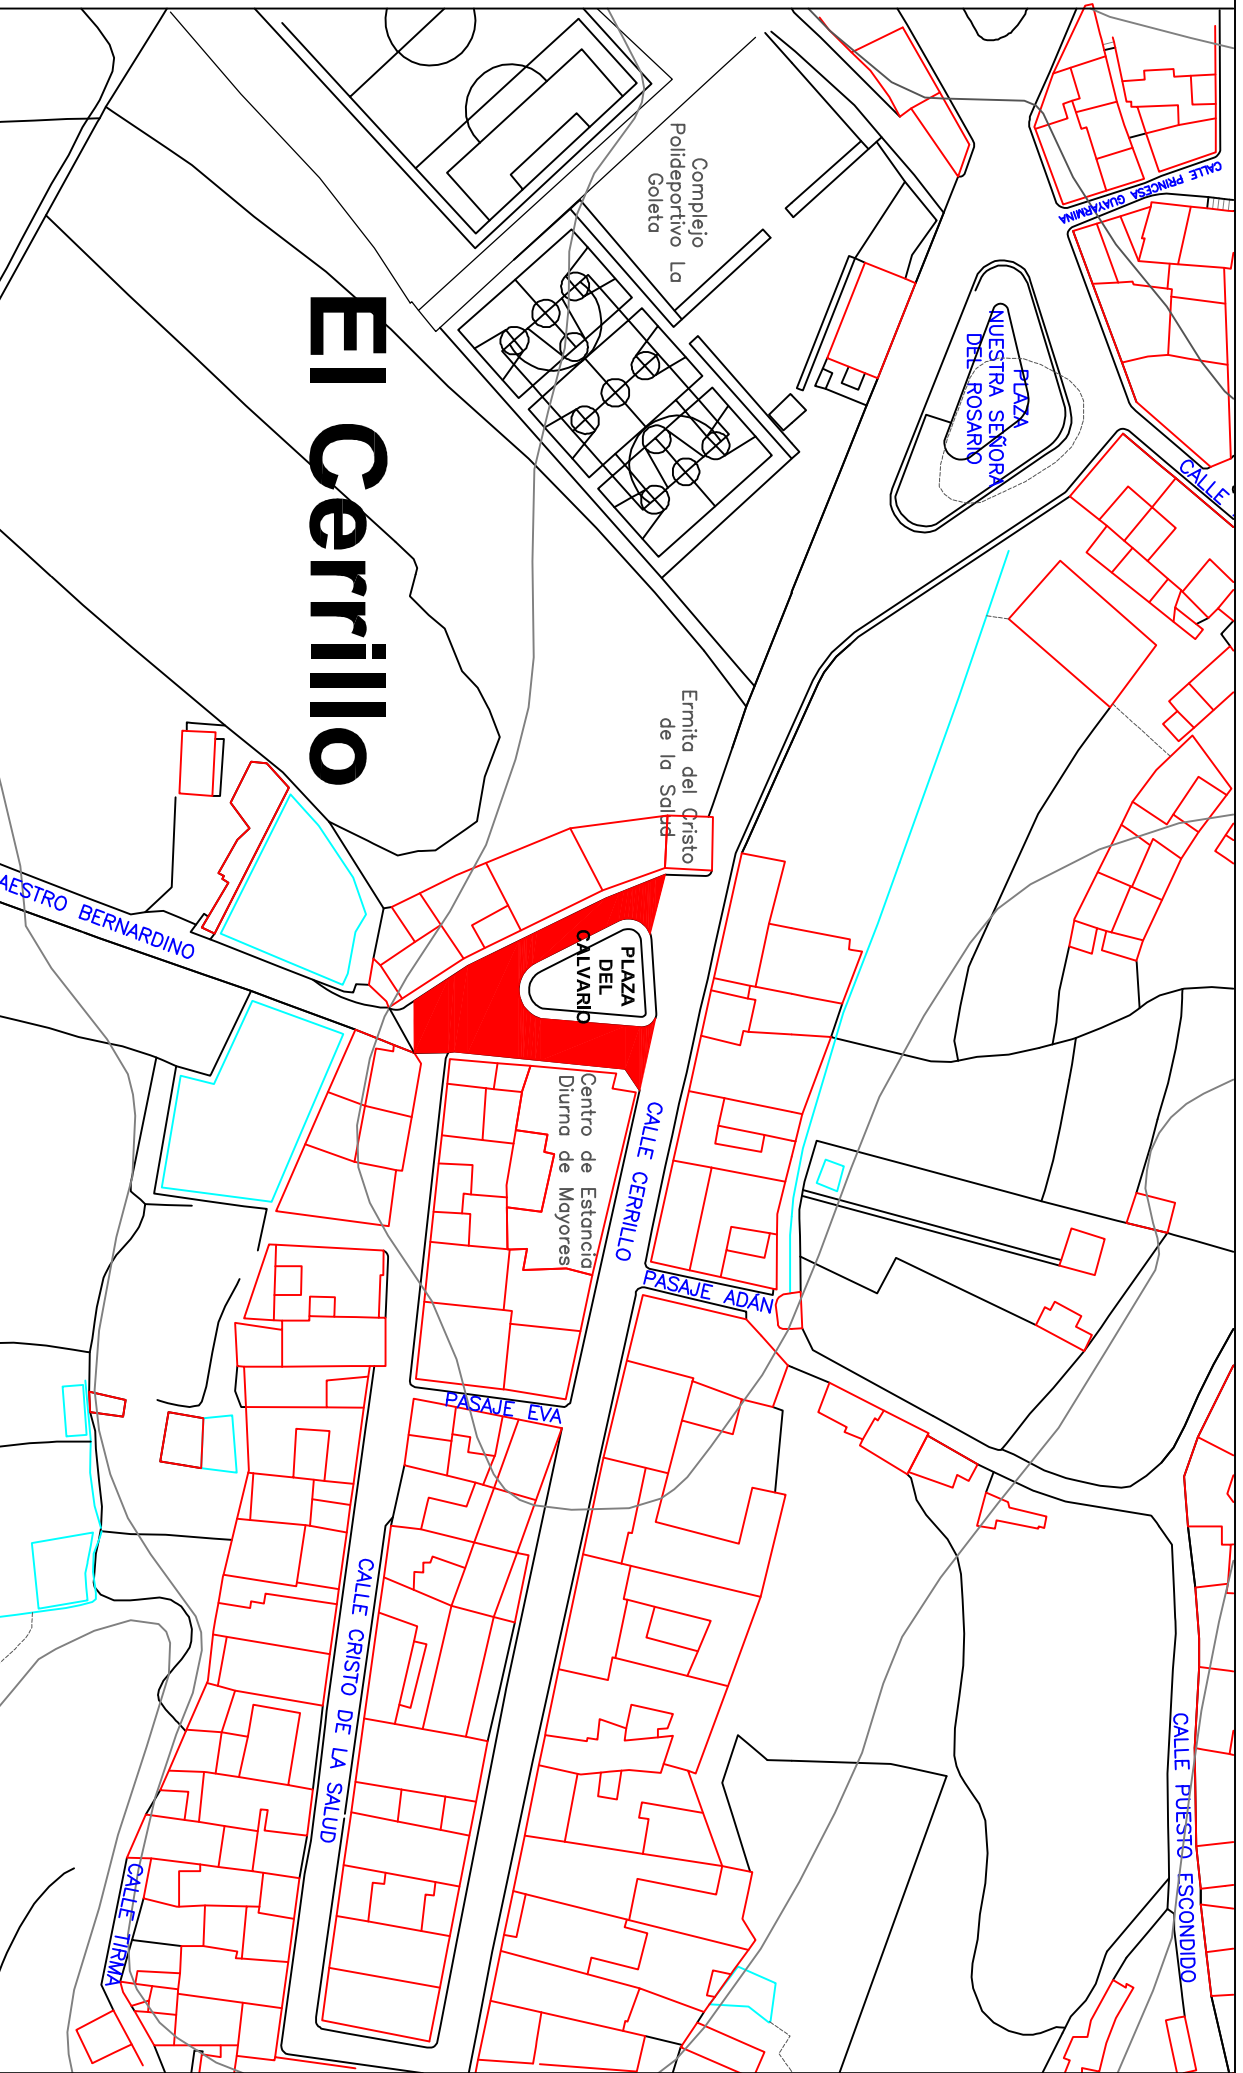 CALLE PRINCESA GUAYARMINA
Complejo
Polideportivo La
Goleta
PLAZA
NUESTRA SEÑORA
DEL ROSARIO
CALLE
El Cerrillo
Ermita del Cristo
de la Salud
AESTRO BERNARDINO
PLAZA
DEL
CALVARIO
Centro de Estancia
Diurna de Mayores
CALLE CERRILLO
PASAJE ADÁN
PASAJE EVA
CALLE CRISTO DE LA SALUD
CALLE PUESTO ESCONDIDO
CALLE TIRMA